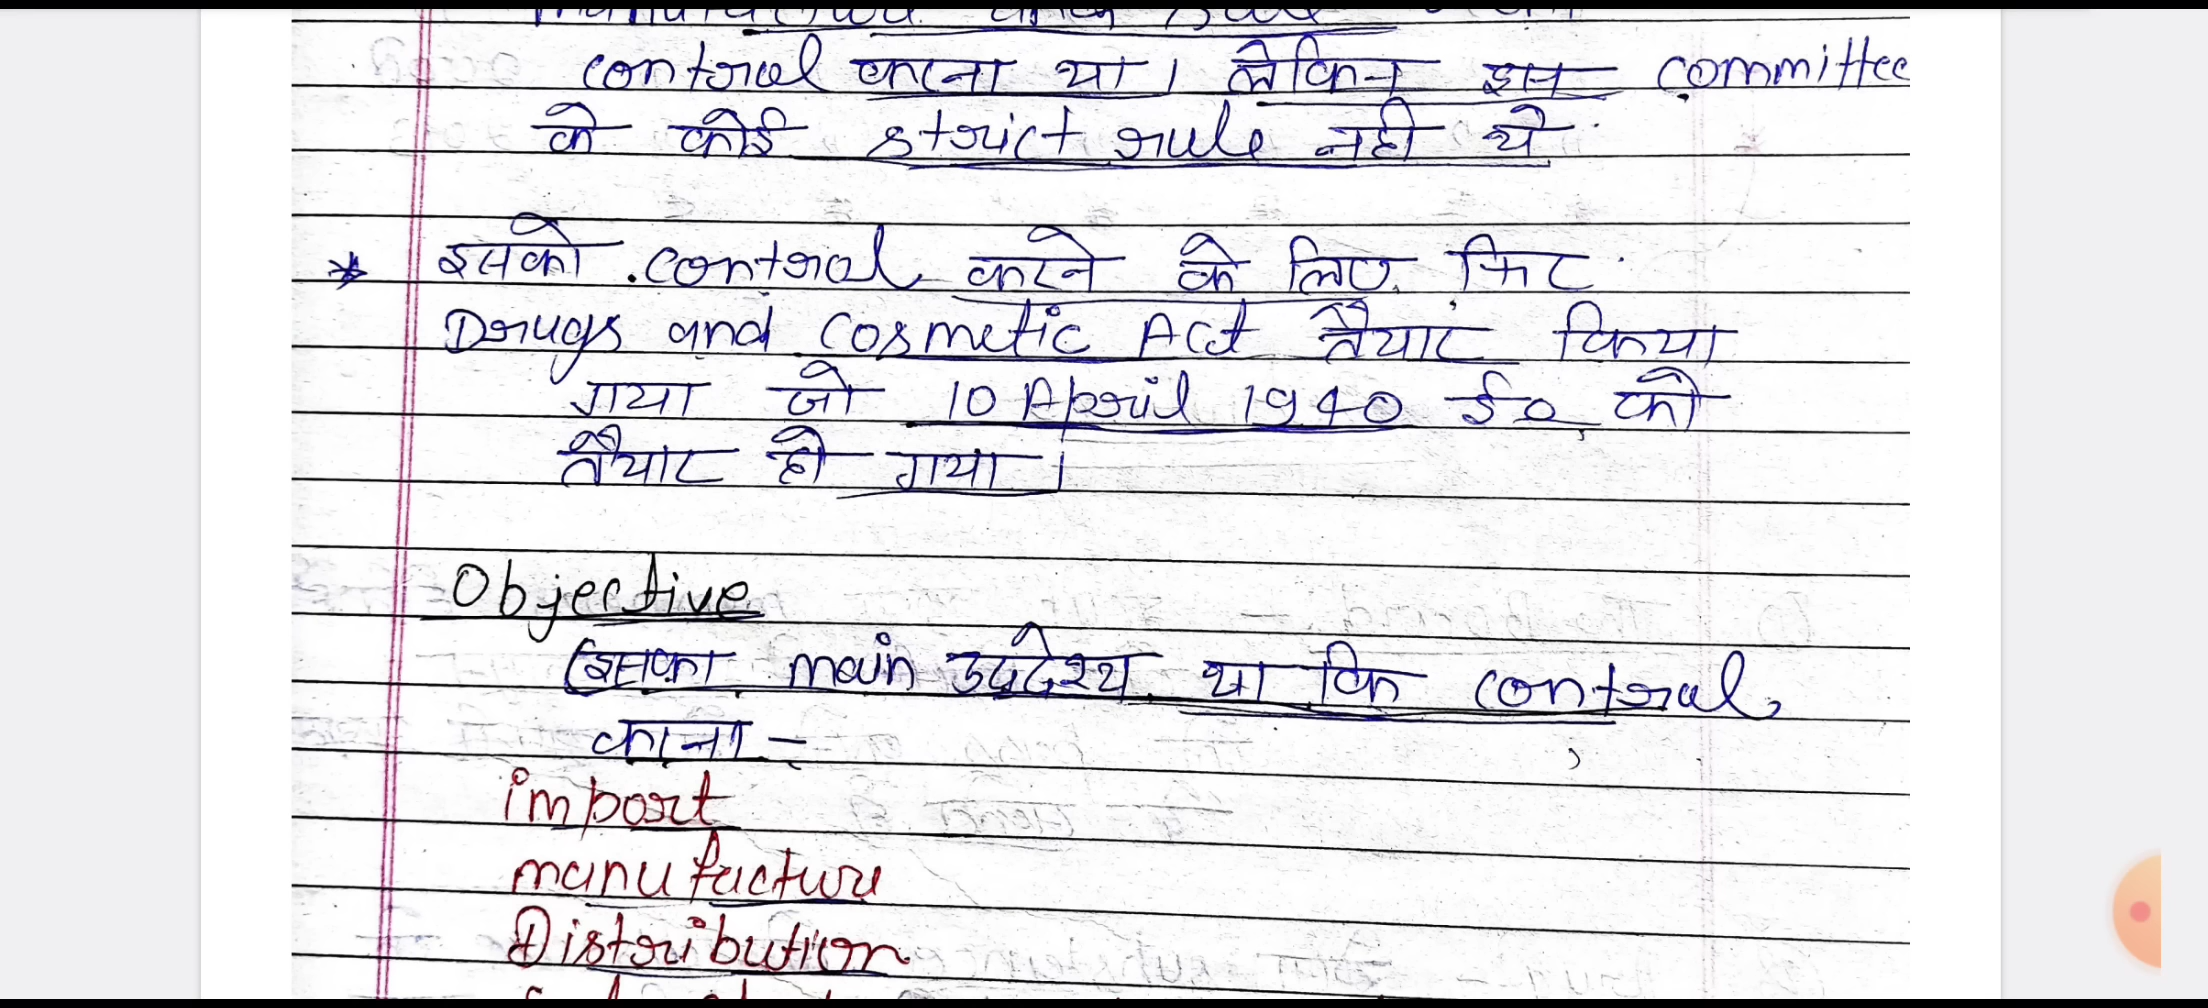 control करना था। लेकिन इस committee
के कोई strict rule नही थे
* इसको control करने के लिए फिर
Drugs and Cosmetic Act तैयार किया
गया जो 10 April 1940 ई० को
तैयार हो गया।
Objective
इसका main उद्देश्य था कि control
करना -
import
manufacture
Distribution